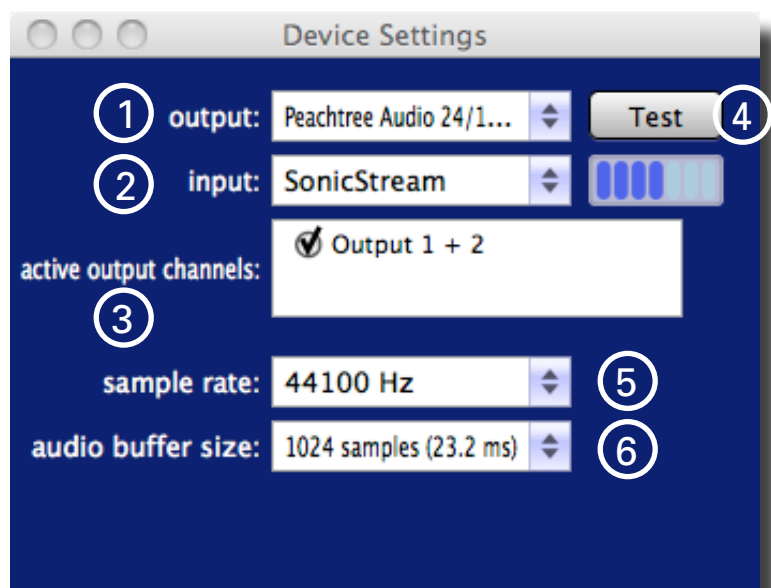 Device Settings
1 output: Peachtree Audio 24/1... Test 4
2 input: SonicStream
Output 1 + 2
active output channels:
3
sample rate: 44100 Hz 5
audio buffer size: 1024 samples (23.2 ms) 6